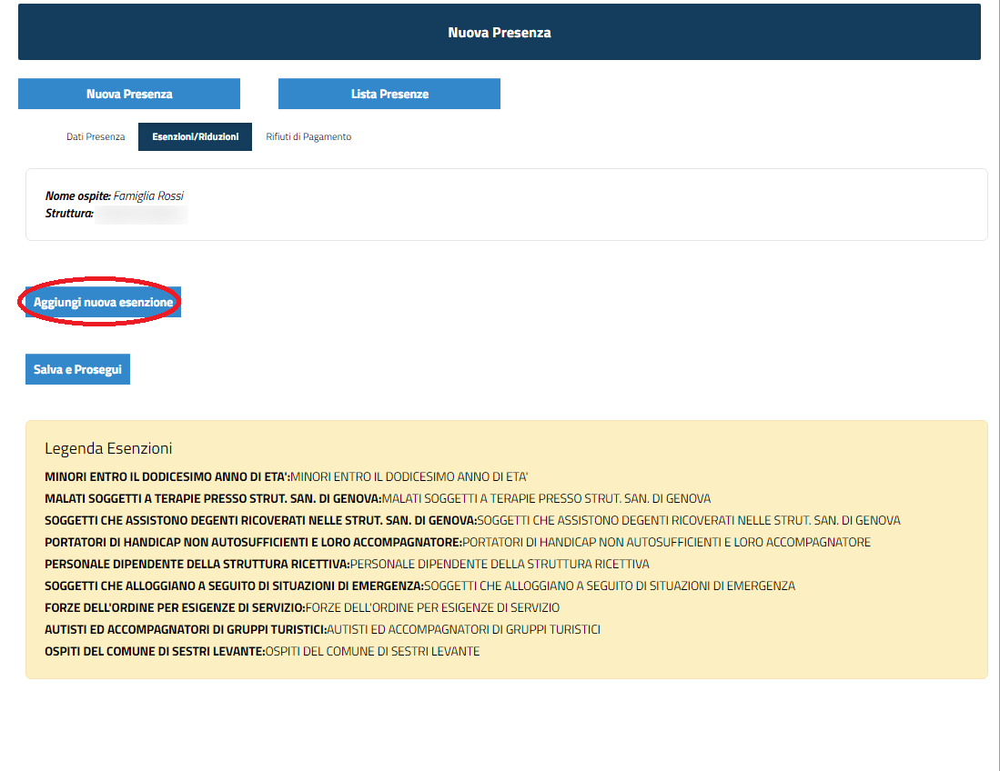 Nuova Presenza
Nuova Presenza
Lista Presenze
Dati Presenza
Esenzioni/Riduzioni
Rifiuti di Pagamento
Nome ospite: Famiglia Rossi
Struttura:
Aggiungi nuova esenzione
Salva e Prosegui
Legenda Esenzioni
MINORI ENTRO IL DODICESIMO ANNO DI ETA':MINORI ENTRO IL DODICESIMO ANNO DI ETA'
MALATI SOGGETTI A TERAPIE PRESSO STRUT. SAN. DI GENOVA:MALATI SOGGETTI A TERAPIE PRESSO STRUT. SAN. DI GENOVA
SOGGETTI CHE ASSISTONO DEGENTI RICOVERATI NELLE STRUT. SAN. DI GENOVA:SOGGETTI CHE ASSISTONO DEGENTI RICOVERATI NELLE STRUT. SAN. DI GENOVA
PORTATORI DI HANDICAP NON AUTOSUFFICIENTI E LORO ACCOMPAGNATORE:PORTATORI DI HANDICAP NON AUTOSUFFICIENTI E LORO ACCOMPAGNATORE
PERSONALE DIPENDENTE DELLA STRUTTURA RICETTIVA:PERSONALE DIPENDENTE DELLA STRUTTURA RICETTIVA
SOGGETTI CHE ALLOGGIANO A SEGUITO DI SITUAZIONI DI EMERGENZA:SOGGETTI CHE ALLOGGIANO A SEGUITO DI SITUAZIONI DI EMERGENZA
FORZE DELL'ORDINE PER ESIGENZE DI SERVIZIO:FORZE DELL'ORDINE PER ESIGENZE DI SERVIZIO
AUTISTI ED ACCOMPAGNATORI DI GRUPPI TURISTICI:AUTISTI ED ACCOMPAGNATORI DI GRUPPI TURISTICI
OSPITI DEL COMUNE DI SESTRI LEVANTE:OSPITI DEL COMUNE DI SESTRI LEVANTE